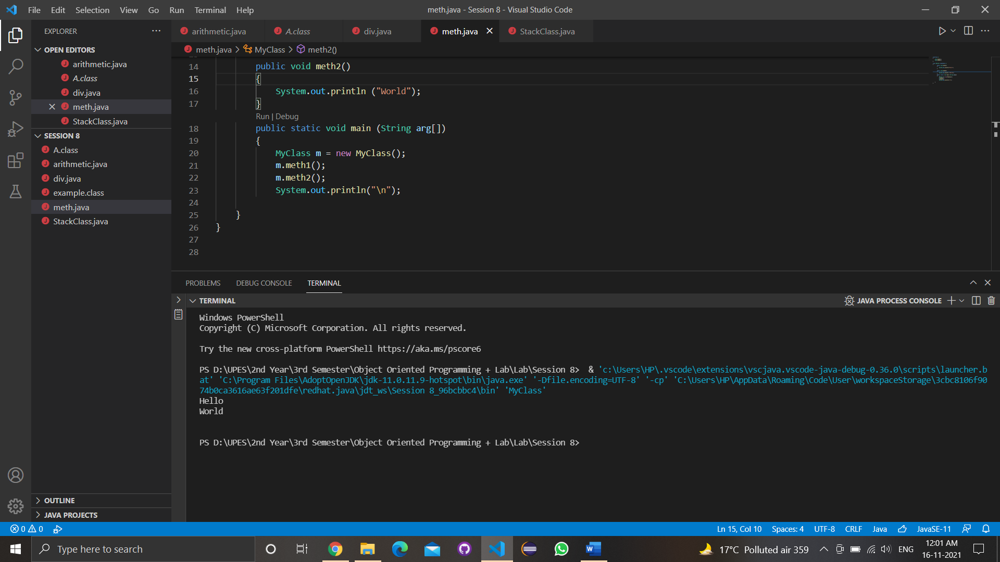 File Edit Selection View Go Run Terminal Help
meth.java - Session 8 - Visual Studio Code
EXPLORER
OPEN EDITORS
arithmetic.java
A.class
div.java
meth.java
StackClass.java
SESSION 8
A.class
arithmetic.java
div.java
example.class
meth.java
StackClass.java
OUTLINE
JAVA PROJECTS
arithmetic.java A.class div.java meth.java StackClass.java
meth.java > MyClass > meth2()
14 public void meth2()
15 {
16 System.out.println ("World");
17 }
Run | Debug
18 public static void main (String arg[])
19 {
20 MyClass m = new MyClass();
21 m.meth1();
22 m.meth2();
23 System.out.println("\n");
24
25 }
26 }
27
28
PROBLEMS DEBUG CONSOLE TERMINAL
TERMINAL
JAVA PROCESS CONSOLE
Windows PowerShell
Copyright (C) Microsoft Corporation. All rights reserved.
Try the new cross-platform PowerShell https://aka.ms/pscore6
PS D:\UPES\2nd Year\3rd Semester\Object Oriented Programming + Lab\Lab\Session 8> & 'c:\Users\HP\.vscode\extensions\vscjava.vscode-java-debug-0.36.0\scripts\launcher.b
at' 'C:\Program Files\AdoptOpenJDK\jdk-11.0.11.9-hotspot\bin\java.exe' '-Dfile.encoding=UTF-8' '-cp' 'C:\Users\HP\AppData\Roaming\Code\User\workspaceStorage\3cbc8106f90
74b0ca3616ae63f201dfe\redhat.java\jdt_ws\Session 8_96bcbbc4\bin' 'MyClass'
Hello
World
PS D:\UPES\2nd Year\3rd Semester\Object Oriented Programming + Lab\Lab\Session 8>
0 0
Ln 15, Col 10 Spaces: 4 UTF-8 CRLF Java JavaSE-11
Type here to search
17°C Polluted air 359
ENG
12:01 AM
16-11-2021